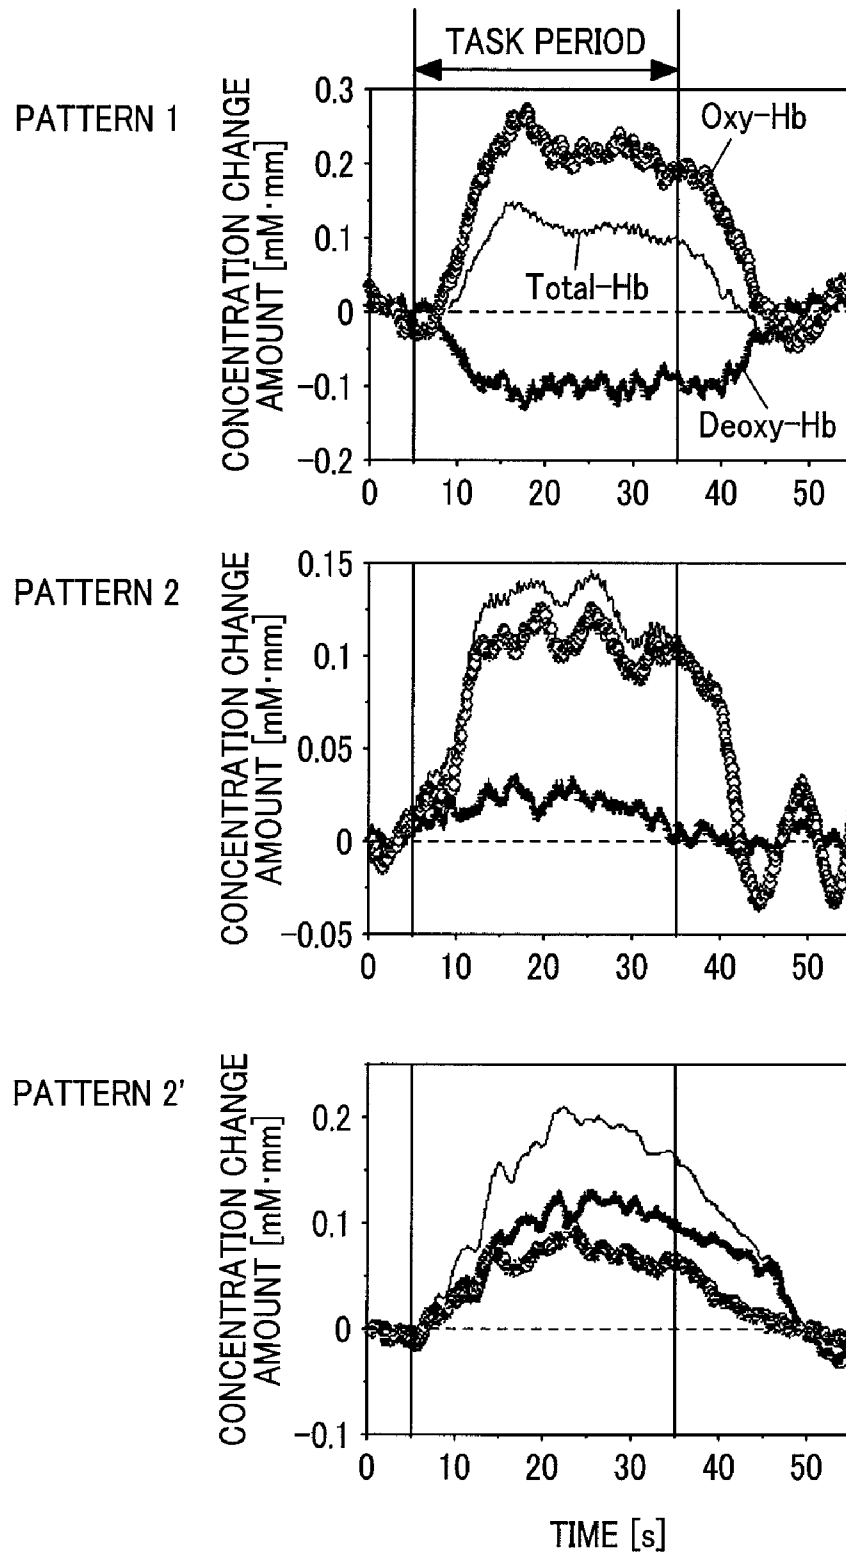 TASK PERIOD
PATTERN 1
CONCENTRATION CHANGE
AMOUNT [mM·mm]
0.3
0.2
0.1
0
−0.1
−0.2
Oxy-Hb
Total-Hb
Deoxy-Hb
0 10 20 30 40 50
PATTERN 2
CONCENTRATION CHANGE
AMOUNT [mM·mm]
0.15
0.1
0.05
0
−0.05
0 10 20 30 40 50
PATTERN 2'
CONCENTRATION CHANGE
AMOUNT [mM·mm]
0.2
0.1
0
−0.1
0 10 20 30 40 50
TIME [s]